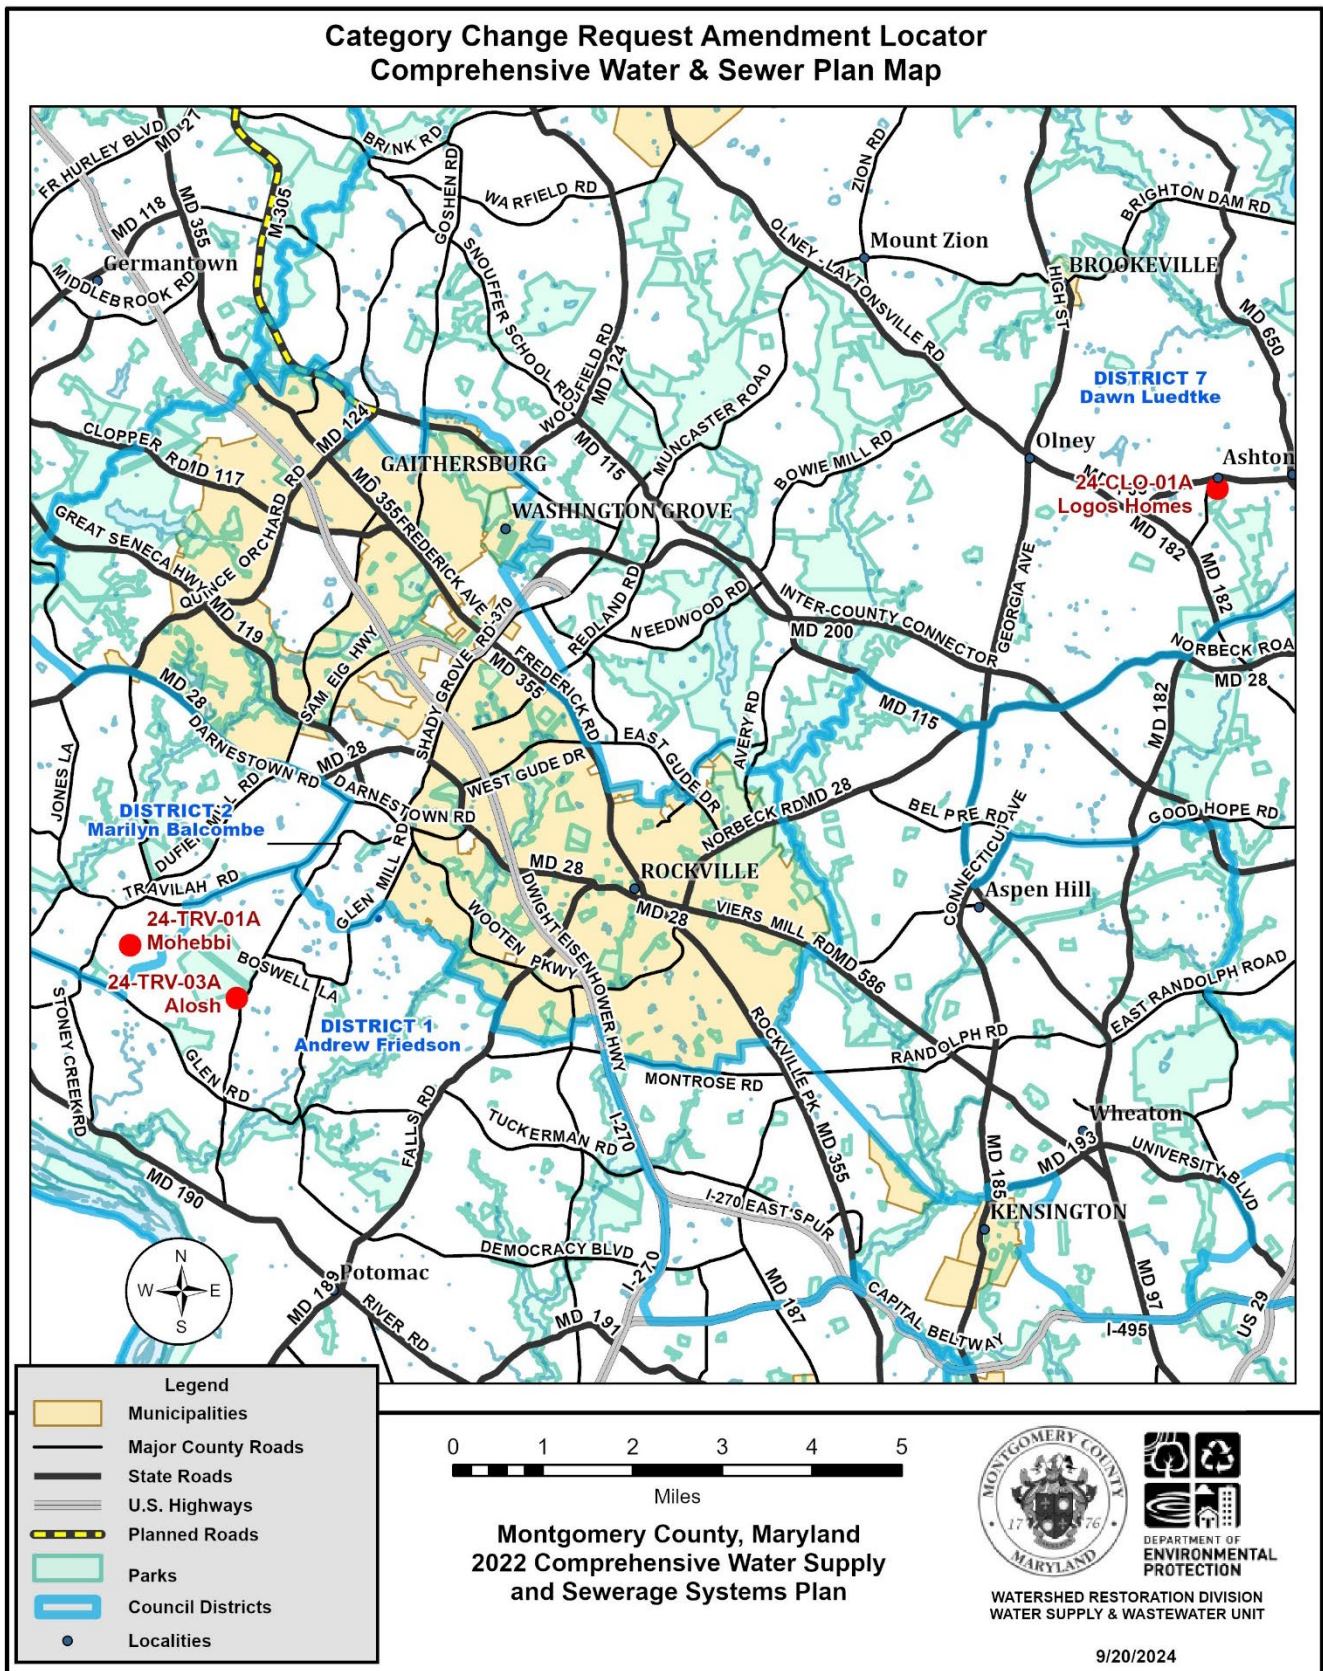 Category Change Request Amendment Locator
Comprehensive Water & Sewer Plan Map
FR HURLEY BLVD
MD 27
BRINK RD
GOSHEN RD
WARFIELD RD
ZION RD
BRIGHTON DAM RD
MD 118
MD 355
M-305
SNOUFFER SCHOOL RD
OLNEY - LAYTONSVILLE RD
Mount Zion
Germantown
MIDDLEBROOK RD
HIGH ST
BROOKEVILLE
MD 650
WOODFIELD RD
MD 124
MUNCASTER ROAD
DISTRICT 7
Dawn Luedtke
CLOPPER RD
MD 117
MD 124
GAITHERSBURG
MD 115
BOWIE MILL RD
Olney
Ashton
24-CLO-01A
Logos Homes
MD 182
GREAT SENECA HWY
QUINCE ORCHARD RD
MD 355
FREDERICK AVE
WASHINGTON GROVE
MD 119
SAM EIG HWY
SHADY GROVE RD
I-370
REDLAND RD
NEEDWOOD RD
INTER-COUNTY CONNECTOR
MD 200
GEORGIA AVE
MD 182
NORBECK ROA
MD 28
MD 28
DARNESTOWN RD
MD 355
FREDERICK RD
AVERY RD
MD 115
MD 182
JONES LA
MD 28
DARNESTOWN RD
WEST GUDE DR
EAST GUDE DR
NORBECK RD
MD 28
BEL PRE RD
CONNECTICUT AVE
GOOD HOPE RD
DISTRICT 2
Marilyn Balcombe
TRAVILAH RD
GLEN MILL RD
MD 28
ROCKVILLE
Aspen Hill
24-TRV-01A
Mohebbi
WOOTEN PKWY
DWIGHT EISENHOWER HWY
MD 28
VIERS MILL RD
MD 586
24-TRV-03A
Alosh
BOSWELL LA
DISTRICT 1
Andrew Friedson
STONEY CREEK RD
GLEN RD
FALLS RD
MONTROSE RD
ROCKVILLE PK
RANDOLPH RD
EAST RANDOLPH ROAD
TUCKERMAN RD
I-270
MD 355
Wheaton
MD 193
UNIVERSITY BLVD
MD 190
I-270 EAST SPUR
MD 185
KENSINGTON
DEMOCRACY BLVD
I-270
N
W
E
S
Potomac
MD 189
RIVER RD
MD 191
MD 187
CAPITAL BELTWAY
I-495
MD 97
US 29
Legend
Municipalities
Major County Roads
State Roads
U.S. Highways
Planned Roads
Parks
Council Districts
Localities
0 1 2 3 4 5
Miles
Montgomery County, Maryland
2022 Comprehensive Water Supply
and Sewerage Systems Plan
MONTGOMERY COUNTY
17 76
MARYLAND
DEPARTMENT OF
ENVIRONMENTAL
PROTECTION
WATERSHED RESTORATION DIVISION
WATER SUPPLY & WASTEWATER UNIT
9/20/2024